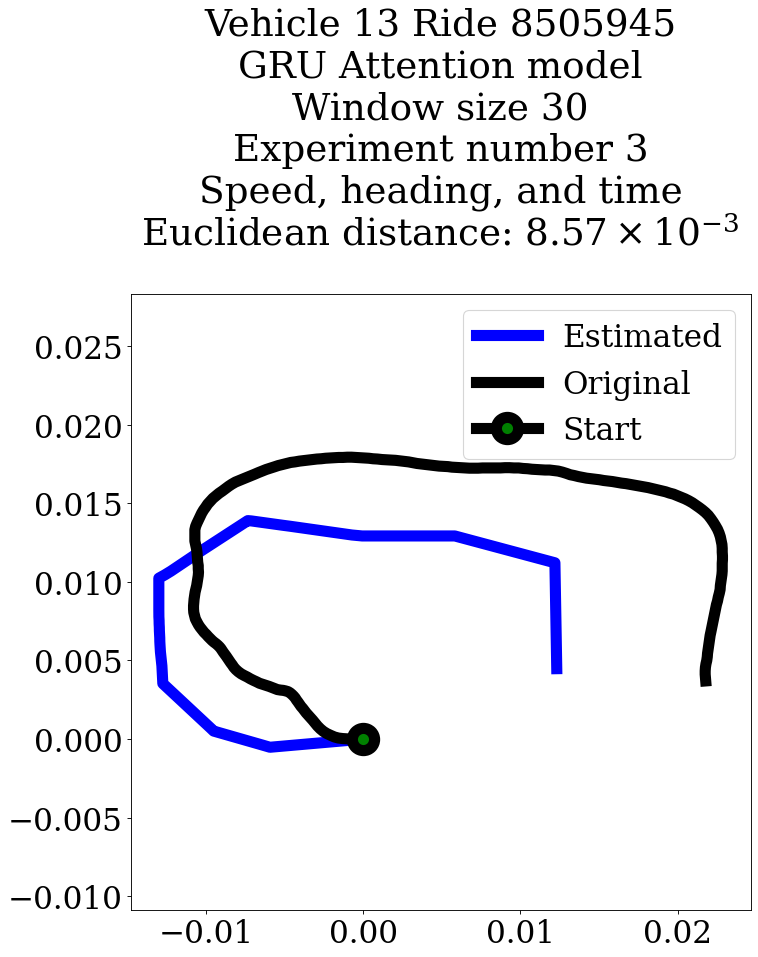 Vehicle 13 Ride 8505945
GRU Attention model
Window size 30
Experiment number 3
Speed, heading, and time
Euclidean distance: 8.57 × 10⁻³
Estimated
Original
Start
0.025
0.020
0.015
0.010
0.005
0.000
−0.005
−0.010
−0.01 0.00 0.01 0.02